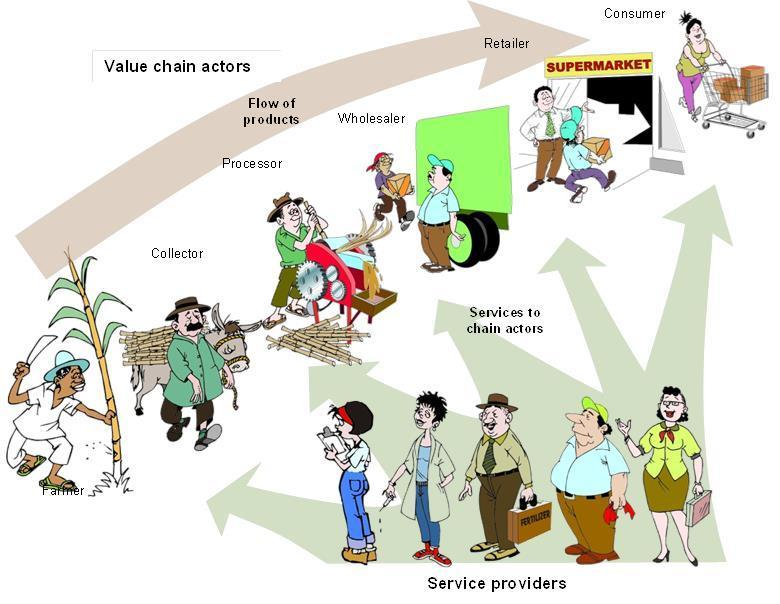 Consumer
Retailer
Value chain actors
SUPERMARKET
Flow of
products
Wholesaler
Processor
Collector
Services to
chain actors
Farmer
FERTILIZER
Service providers